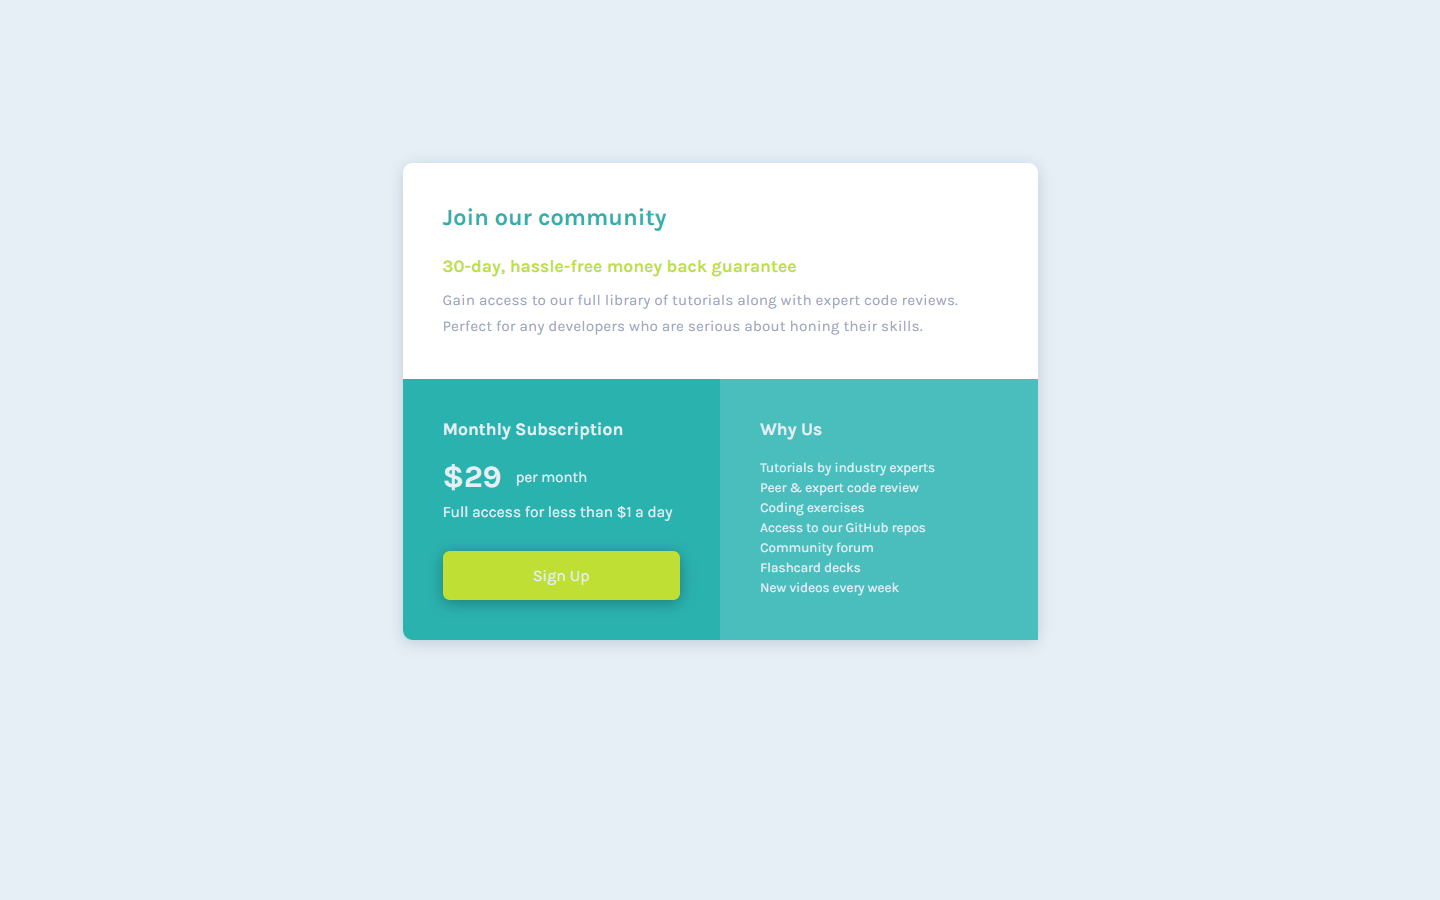 Join our community
30-day, hassle-free money back guarantee
Gain access to our full library of tutorials along with expert code reviews.
Perfect for any developers who are serious about honing their skills.
Monthly Subscription
$29 per month
Full access for less than $1 a day
Sign Up
Why Us
Tutorials by industry experts
Peer & expert code review
Coding exercises
Access to our GitHub repos
Community forum
Flashcard decks
New videos every week